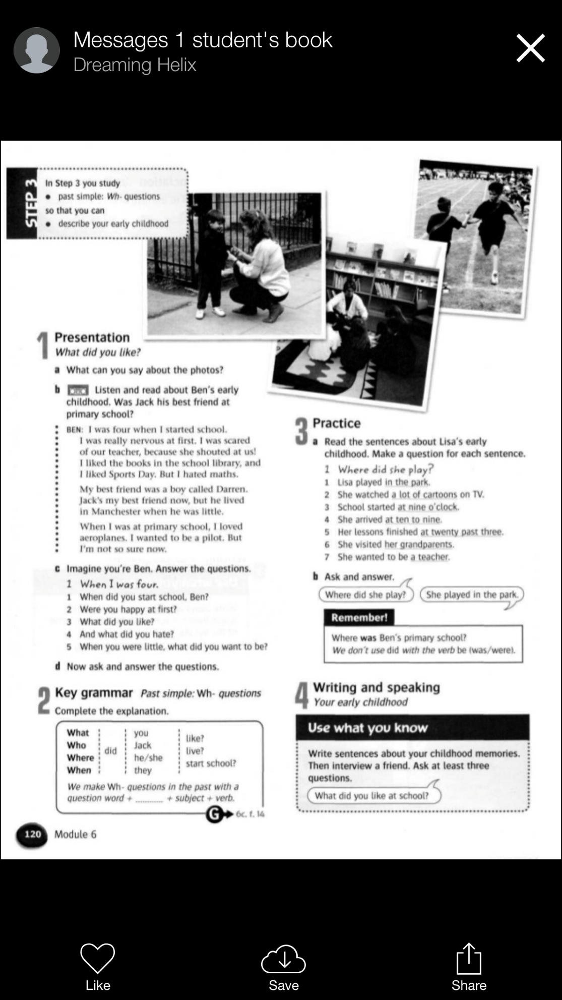 Messages 1 student's book
Dreaming Helix
STEP 3
In Step 3 you study
• past simple: Wh- questions
so that you can
• describe your early childhood
1 Presentation
What did you like?
a What can you say about the photos?
b Listen and read about Ben's early
childhood. Was Jack his best friend at
primary school?
BEN: I was four when I started school.
I was really nervous at first. I was scared
of our teacher, because she shouted at us!
I liked the books in the school library, and
I liked Sports Day. But I hated maths.
My best friend was a boy called Darren.
Jack's my best friend now, but he lived
in Manchester when he was little.
When I was at primary school, I loved
aeroplanes. I wanted to be a pilot. But
I'm not so sure now.
c Imagine you're Ben. Answer the questions.
1 When I was four.
1 When did you start school, Ben?
2 Were you happy at first?
3 What did you like?
4 And what did you hate?
5 When you were little, what did you want to be?
d Now ask and answer the questions.
2 Key grammar Past simple: Wh- questions
Complete the explanation.
What you like?
Who did Jack live?
Where he/she start school?
When they
We make Wh- questions in the past with a
question word + ............ + subject + verb.
G 6c, f, 14
120 Module 6
3 Practice
a Read the sentences about Lisa's early
childhood. Make a question for each sentence.
1 Where did she play?
1 Lisa played in the park.
2 She watched a lot of cartoons on TV.
3 School started at nine o'clock.
4 She arrived at ten to nine.
5 Her lessons finished at twenty past three.
6 She visited her grandparents.
7 She wanted to be a teacher.
b Ask and answer.
Where did she play? She played in the park.
Remember!
Where was Ben's primary school?
We don't use did with the verb be (was/were).
4 Writing and speaking
Your early childhood
Use what you know
Write sentences about your childhood memories.
Then interview a friend. Ask at least three
questions.
What did you like at school?
Like Save Share